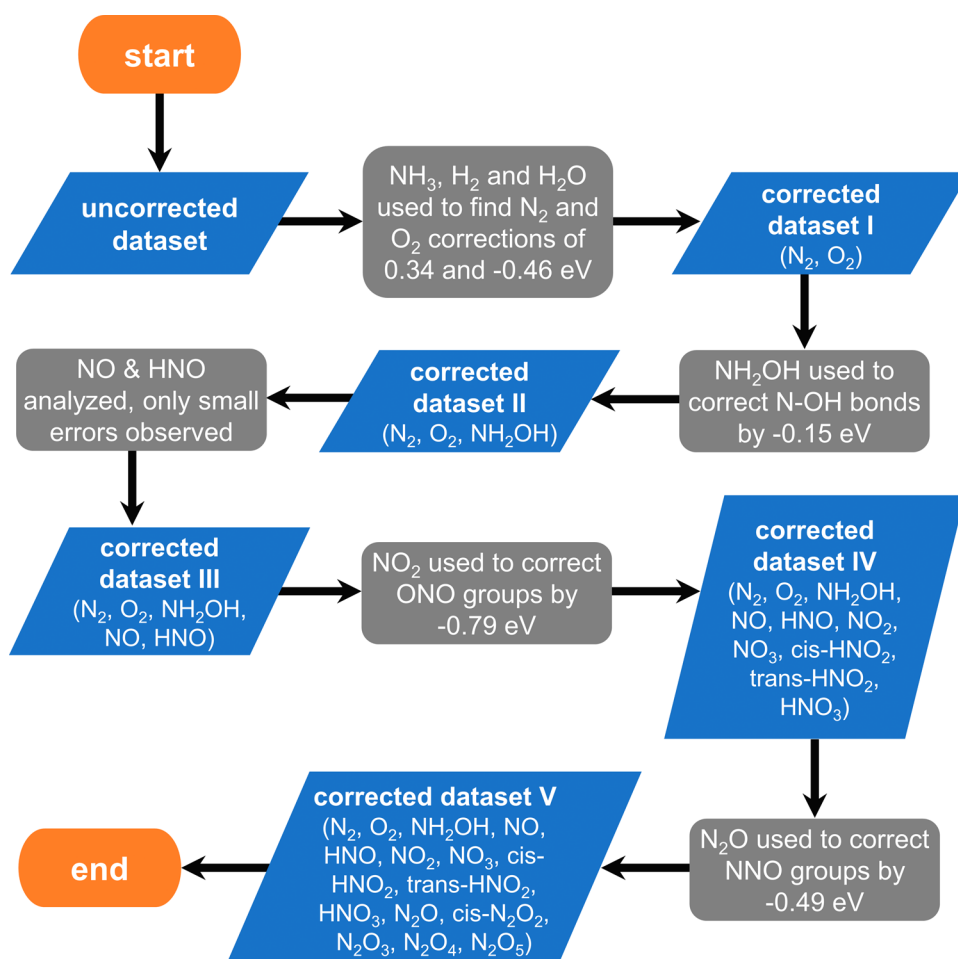 start
uncorrected
dataset
NH₃, H₂ and H₂O
used to find N₂ and
O₂ corrections of
0.34 and -0.46 eV
corrected
dataset I
(N₂, O₂)
NH₂OH used to
correct N-OH bonds
by -0.15 eV
corrected
dataset II
(N₂, O₂, NH₂OH)
NO & HNO
analyzed, only small
errors observed
corrected
dataset III
(N₂, O₂, NH₂OH,
NO, HNO)
NO₂ used to correct
ONO groups by
-0.79 eV
corrected
dataset IV
(N₂, O₂, NH₂OH,
NO, HNO, NO₂,
NO₃, cis-HNO₂,
trans-HNO₂,
HNO₃)
N₂O used to correct
NNO groups by
-0.49 eV
corrected dataset V
(N₂, O₂, NH₂OH, NO,
HNO, NO₂, NO₃, cis-
HNO₂, trans-HNO₂,
HNO₃, N₂O, cis-N₂O₂,
N₂O₃, N₂O₄, N₂O₅)
end